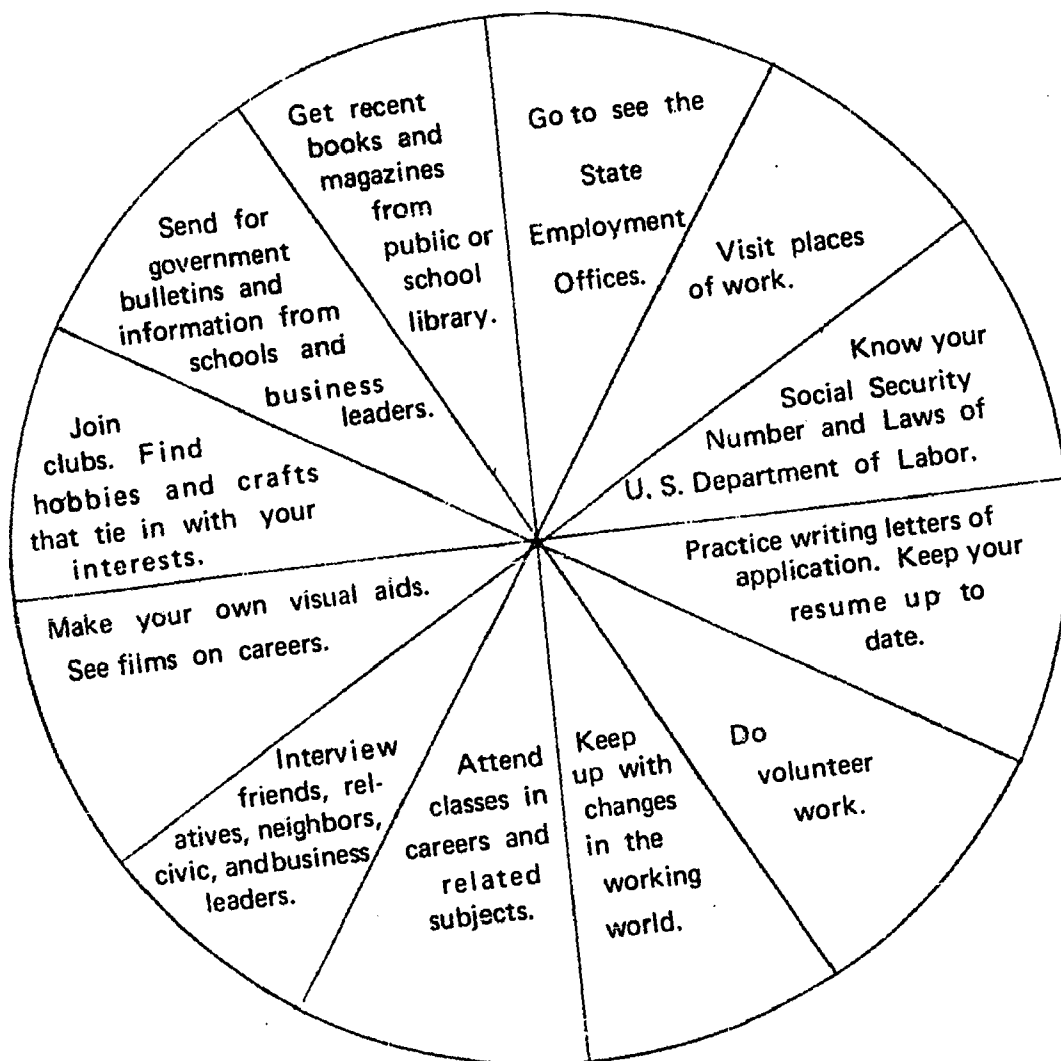 Get recent
books and
magazines
from
public or
school
library.
Go to see the
State
Employment
Offices.
Visit places
of work.
Know your
Social Security
Number and Laws of
U. S. Department of Labor.
Practice writing letters of
application. Keep your
resume up to
date.
Do
volunteer
work.
Keep
up with
changes
in the
working
world.
Attend
classes in
careers and
related
subjects.
Interview
friends, rel-
atives, neighbors,
civic, and business
leaders.
Make your own visual aids.
See films on careers.
Join
clubs. Find
hobbies and crafts
that tie in with your
interests.
Send for
government
bulletins and
information from
schools and
business
leaders.